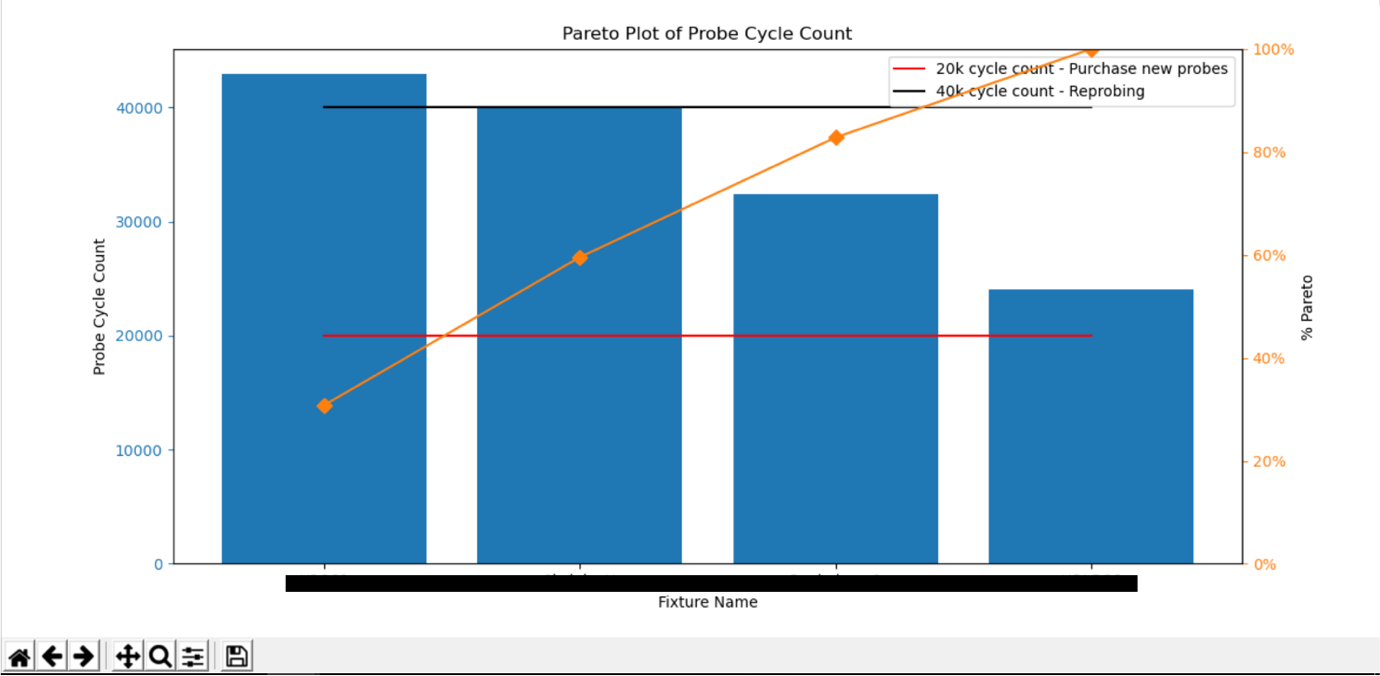 Pareto Plot of Probe Cycle Count
20k cycle count - Purchase new probes
40k cycle count - Reprobing
40000
30000
20000
10000
0
Probe Cycle Count
100%
80%
60%
40%
20%
0%
% Pareto
Fixture Name